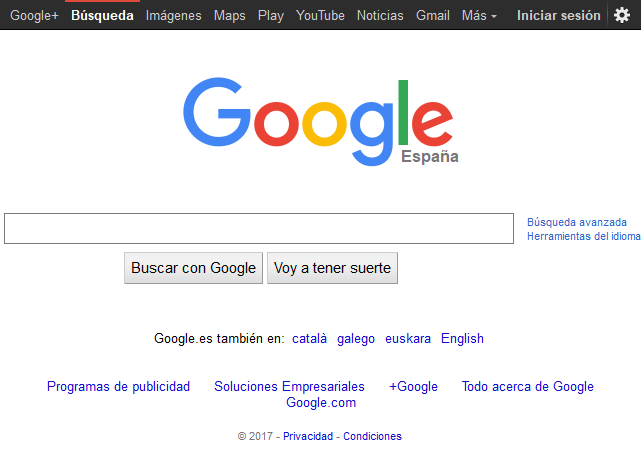 Google+ Búsqueda Imágenes Maps Play YouTube Noticias Gmail Más Iniciar sesión
Google
España
Búsqueda avanzada
Herramientas del idioma
Buscar con Google Voy a tener suerte
Google.es también en: català galego euskara English
Programas de publicidad Soluciones Empresariales +Google Todo acerca de Google
Google.com
© 2017 - Privacidad - Condiciones